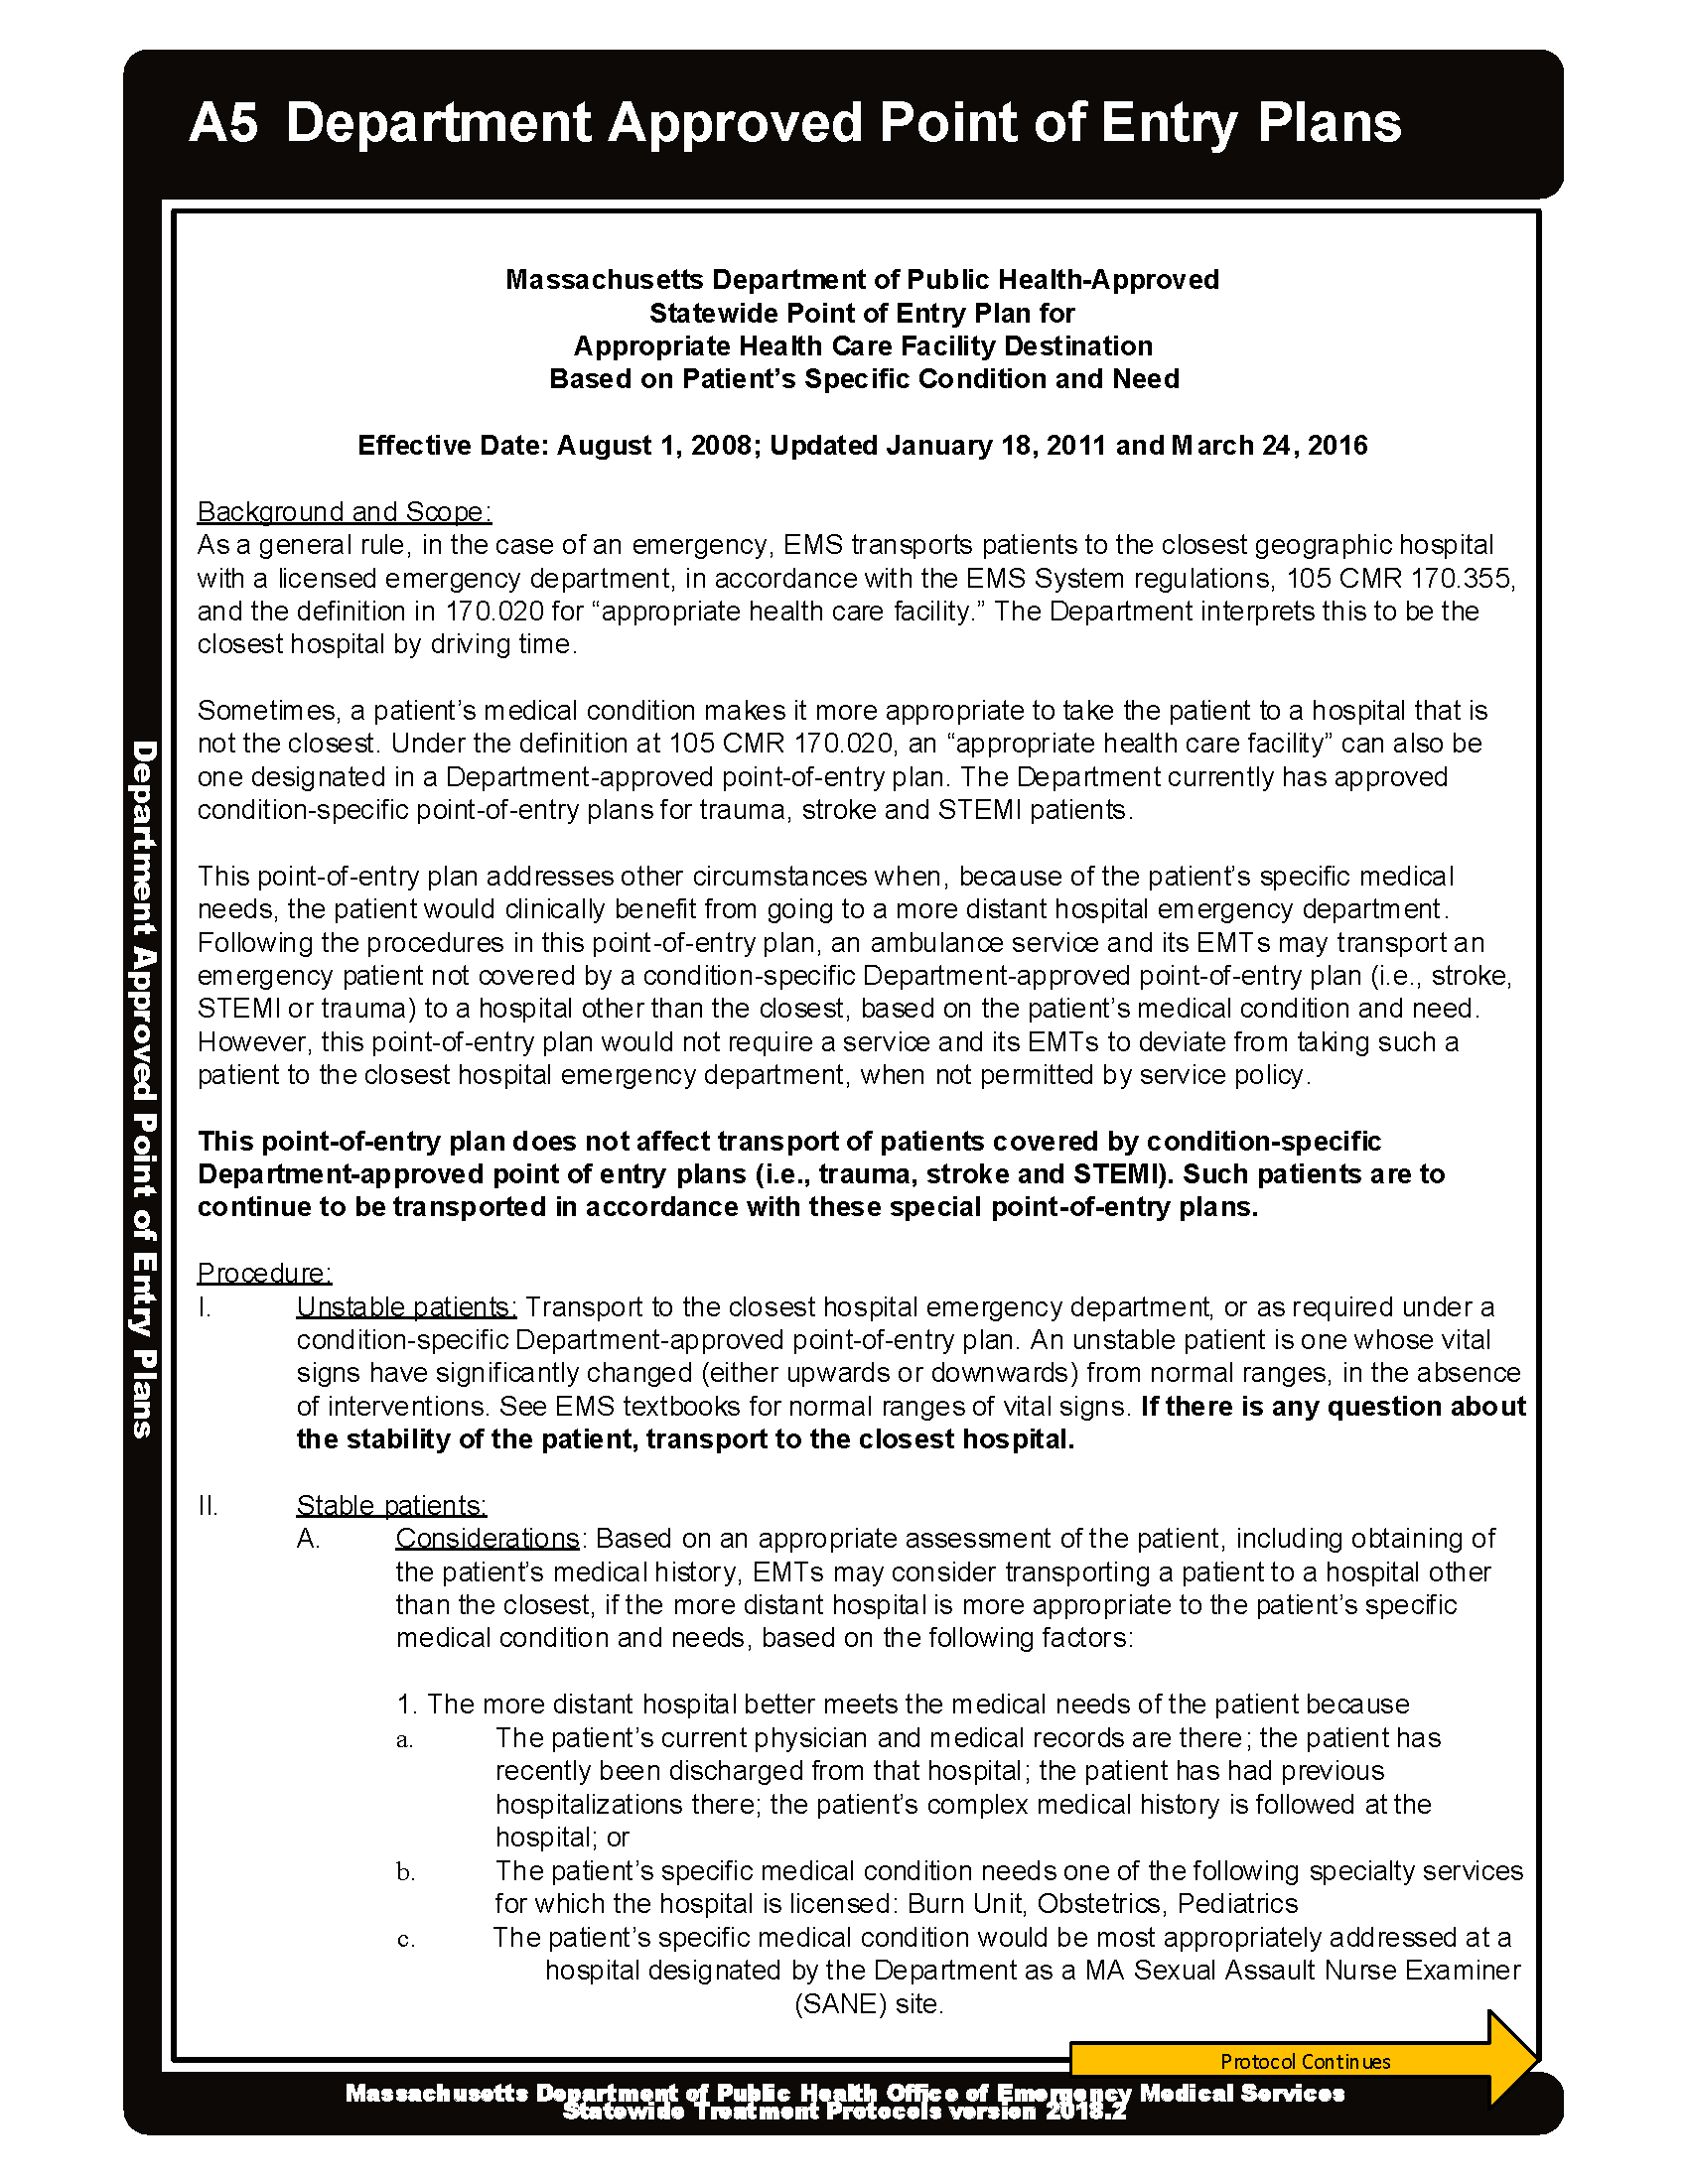 A5 Department Approved Point of Entry Plans
Massachusetts Department of Public Health-Approved
Statewide Point of Entry Plan for
Appropriate Health Care Facility Destination
Based on Patient’s Specific Condition and Need
Effective Date: August 1, 2008; Updated January 18, 2011 and March 24, 2016
Background and Scope:
As a general rule, in the case of an emergency, EMS transports patients to the closest geographic hospital
with a licensed emergency department, in accordance with the EMS System regulations, 105 CMR 170.355,
and the definition in 170.020 for “appropriate health care facility.” The Department interprets this to be the
closest hospital by driving time.
Sometimes, a patient’s medical condition makes it more appropriate to take the patient to a hospital that is
not the closest. Under the definition at 105 CMR 170.020, an “appropriate health care facility” can also be
one designated in a Department-approved point-of-entry plan. The Department currently has approved
condition-specific point-of-entry plans for trauma, stroke and STEMI patients.
This point-of-entry plan addresses other circumstances when, because of the patient’s specific medical
needs, the patient would clinically benefit from going to a more distant hospital emergency department.
Following the procedures in this point-of-entry plan, an ambulance service and its EMTs may transport an
emergency patient not covered by a condition-specific Department-approved point-of-entry plan (i.e., stroke,
STEMI or trauma) to a hospital other than the closest, based on the patient’s medical condition and need.
However, this point-of-entry plan would not require a service and its EMTs to deviate from taking such a
patient to the closest hospital emergency department, when not permitted by service policy.
This point-of-entry plan does not affect transport of patients covered by condition-specific
Department-approved point of entry plans (i.e., trauma, stroke and STEMI). Such patients are to
continue to be transported in accordance with these special point-of-entry plans.
Procedure:
I. Unstable patients: Transport to the closest hospital emergency department, or as required under a
condition-specific Department-approved point-of-entry plan. An unstable patient is one whose vital
signs have significantly changed (either upwards or downwards) from normal ranges, in the absence
of interventions. See EMS textbooks for normal ranges of vital signs. If there is any question about
the stability of the patient, transport to the closest hospital.
II. Stable patients:
A. Considerations: Based on an appropriate assessment of the patient, including obtaining of
the patient’s medical history, EMTs may consider transporting a patient to a hospital other
than the closest, if the more distant hospital is more appropriate to the patient’s specific
medical condition and needs, based on the following factors:
1. The more distant hospital better meets the medical needs of the patient because
a. The patient’s current physician and medical records are there; the patient has
recently been discharged from that hospital; the patient has had previous
hospitalizations there; the patient’s complex medical history is followed at the
hospital; or
b. The patient’s specific medical condition needs one of the following specialty services
for which the hospital is licensed: Burn Unit, Obstetrics, Pediatrics
c. The patient’s specific medical condition would be most appropriately addressed at a
hospital designated by the Department as a MA Sexual Assault Nurse Examiner
(SANE) site.
Protocol Continues
Department Approved Point of Entry Plans
Massachusetts Department of Public Health Office of Emergency Medical Services
Statewide Treatment Protocols version 2018.2